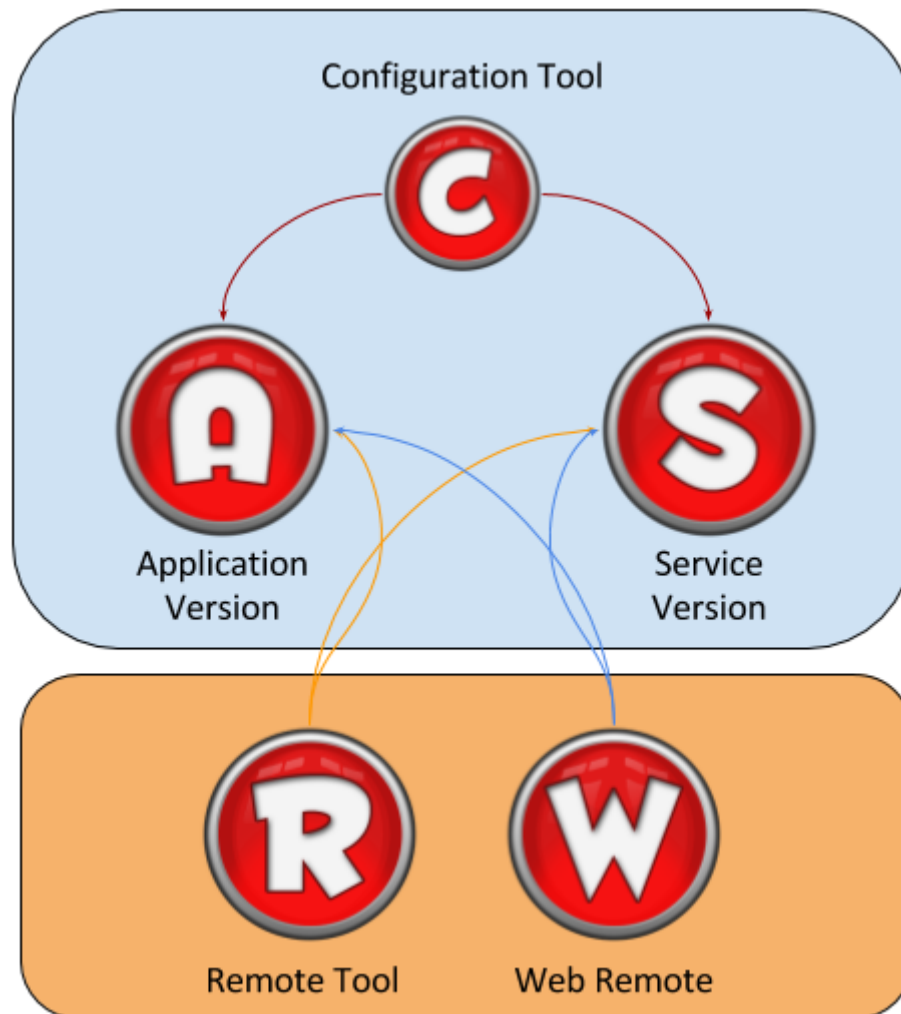 Configuration Tool
C
A
S
Application
Version
Service
Version
R
W
Remote Tool
Web Remote